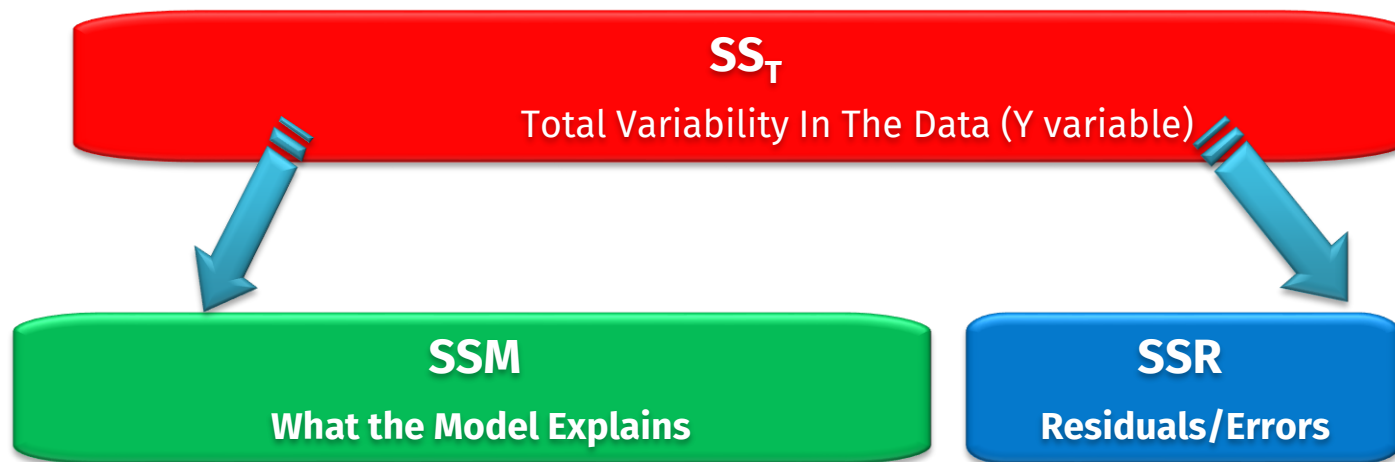 SST
Total Variability In The Data (Y variable)
SSM
SSR
What the Model Explains
Residuals/Errors